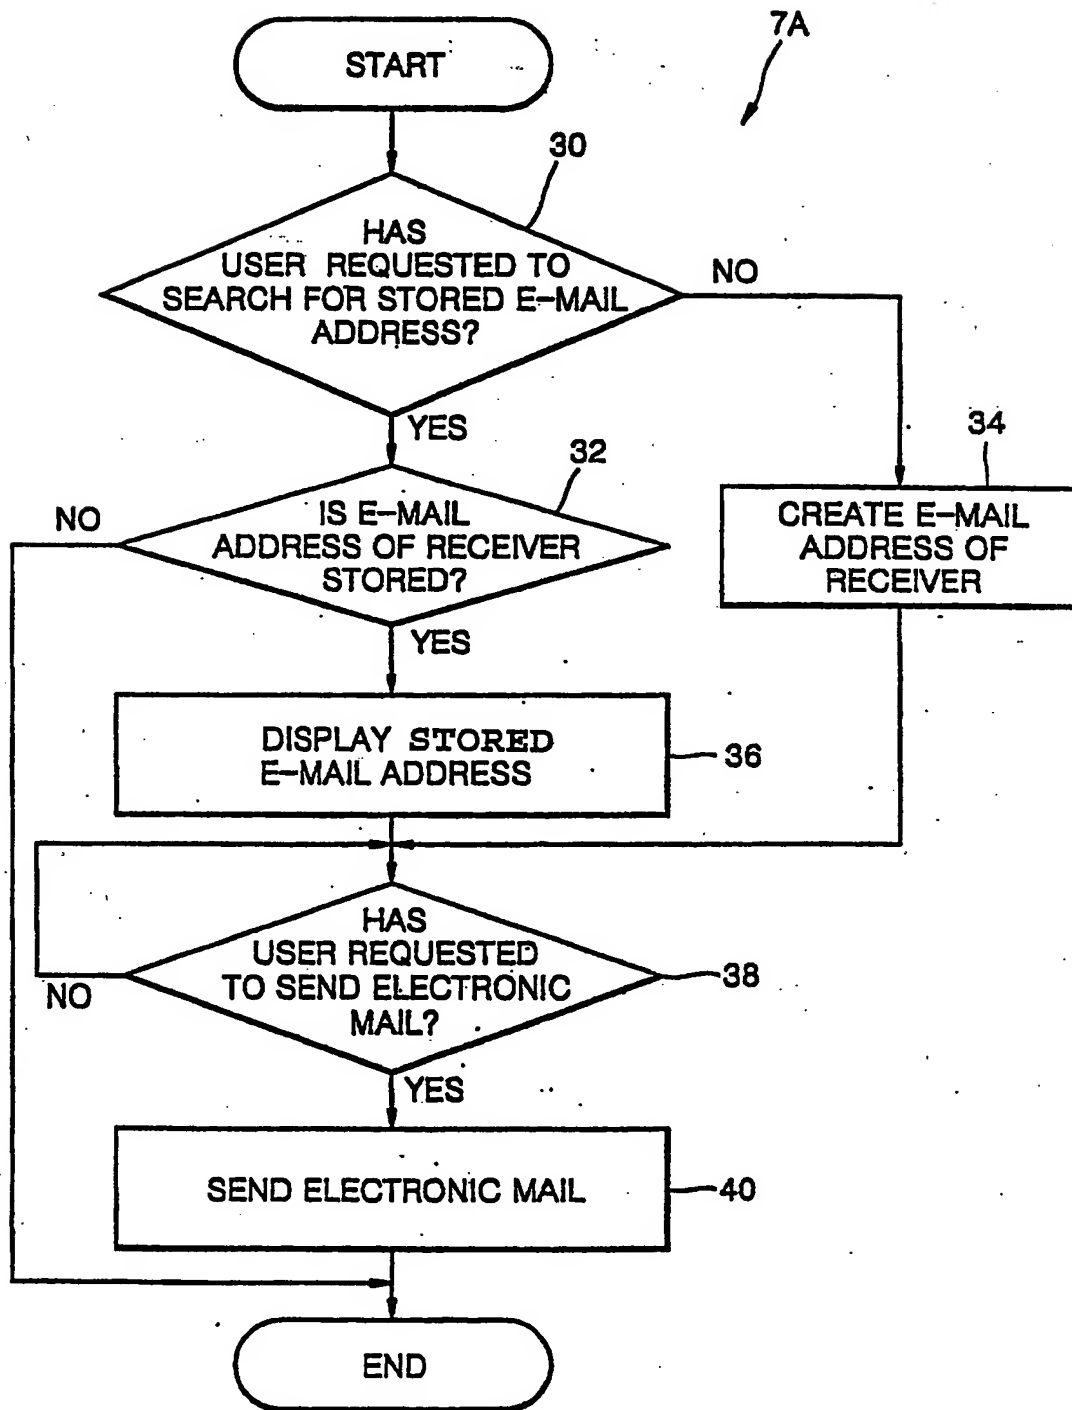 7A
START
30
HAS
USER REQUESTED TO
SEARCH FOR STORED E-MAIL
ADDRESS?
NO
YES
32
34
NO
IS E-MAIL
ADDRESS OF RECEIVER
STORED?
CREATE E-MAIL
ADDRESS OF
RECEIVER
YES
DISPLAY STORED
E-MAIL ADDRESS
36
HAS
USER REQUESTED
TO SEND ELECTRONIC
MAIL?
38
NO
YES
SEND ELECTRONIC MAIL
40
END